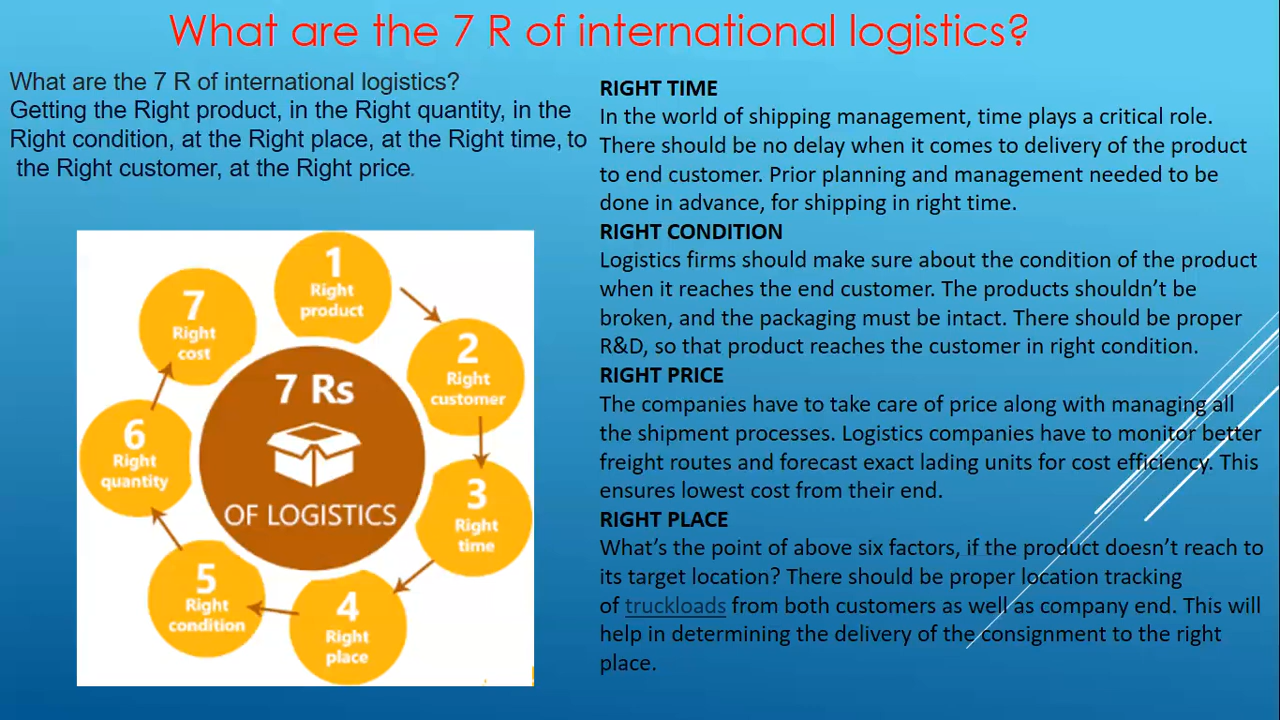 What are the 7 R of international logistics?
What are the 7 R of international logistics?
Getting the Right product, in the Right quantity, in the
Right condition, at the Right place, at the Right time, to
the Right customer, at the Right price.
1
Right
product
2
Right
customer
3
Right
time
4
Right
place
5
Right
condition
6
Right
quantity
7
Right
cost
7 Rs
OF LOGISTICS
RIGHT TIME
In the world of shipping management, time plays a critical role.
There should be no delay when it comes to delivery of the product
to end customer. Prior planning and management needed to be
done in advance, for shipping in right time.
RIGHT CONDITION
Logistics firms should make sure about the condition of the product
when it reaches the end customer. The products shouldn’t be
broken, and the packaging must be intact. There should be proper
R&D, so that product reaches the customer in right condition.
RIGHT PRICE
The companies have to take care of price along with managing all
the shipment processes. Logistics companies have to monitor better
freight routes and forecast exact lading units for cost efficiency. This
ensures lowest cost from their end.
RIGHT PLACE
What’s the point of above six factors, if the product doesn’t reach to
its target location? There should be proper location tracking
of truckloads from both customers as well as company end. This will
help in determining the delivery of the consignment to the right
place.